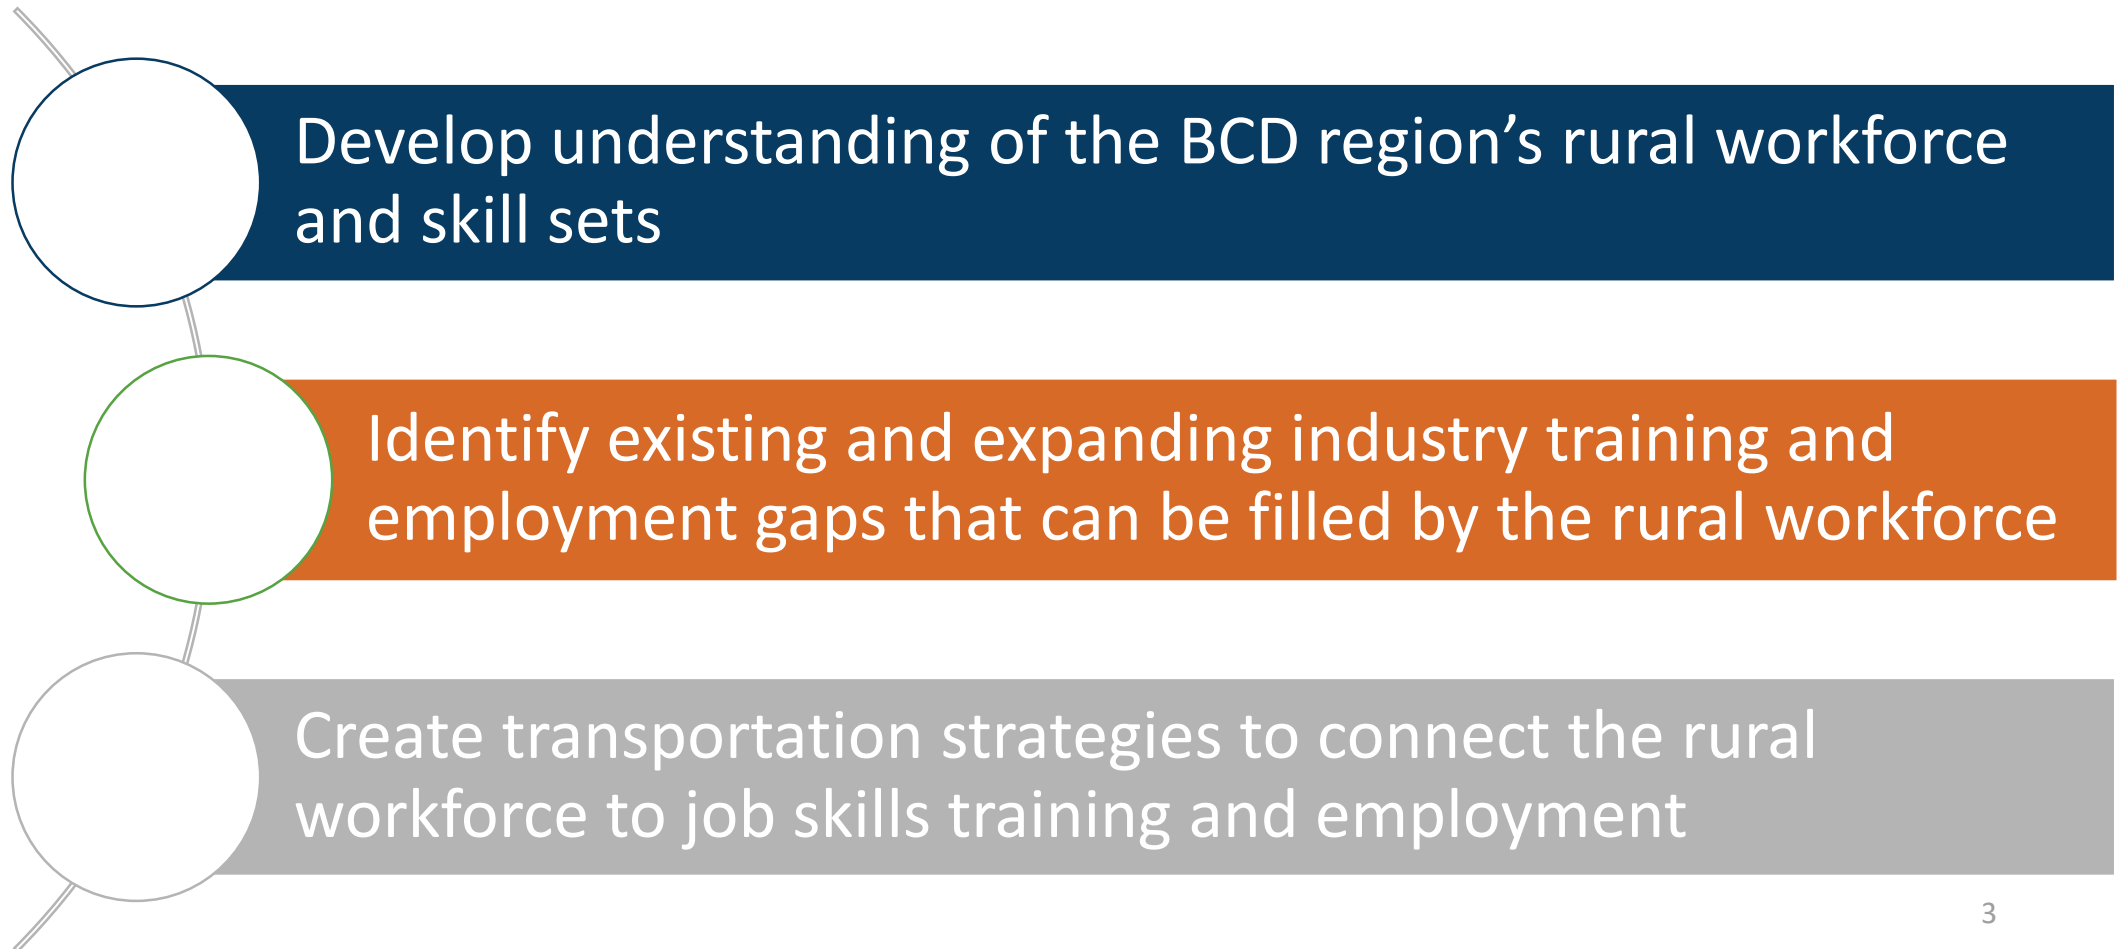 Develop understanding of the BCD region’s rural workforce
and skill sets
Identify existing and expanding industry training and
employment gaps that can be filled by the rural workforce
Create transportation strategies to connect the rural
workforce to job skills training and employment
3